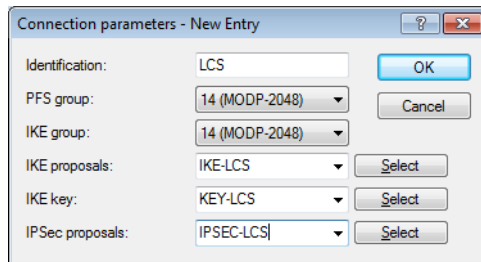 Connection parameters - New Entry
Identification: LCS OK
PFS group: 14 (MODP-2048) Cancel
IKE group: 14 (MODP-2048)
IKE proposals: IKE-LCS Select
IKE key: KEY-LCS Select
IPSec proposals: IPSEC-LCS Select